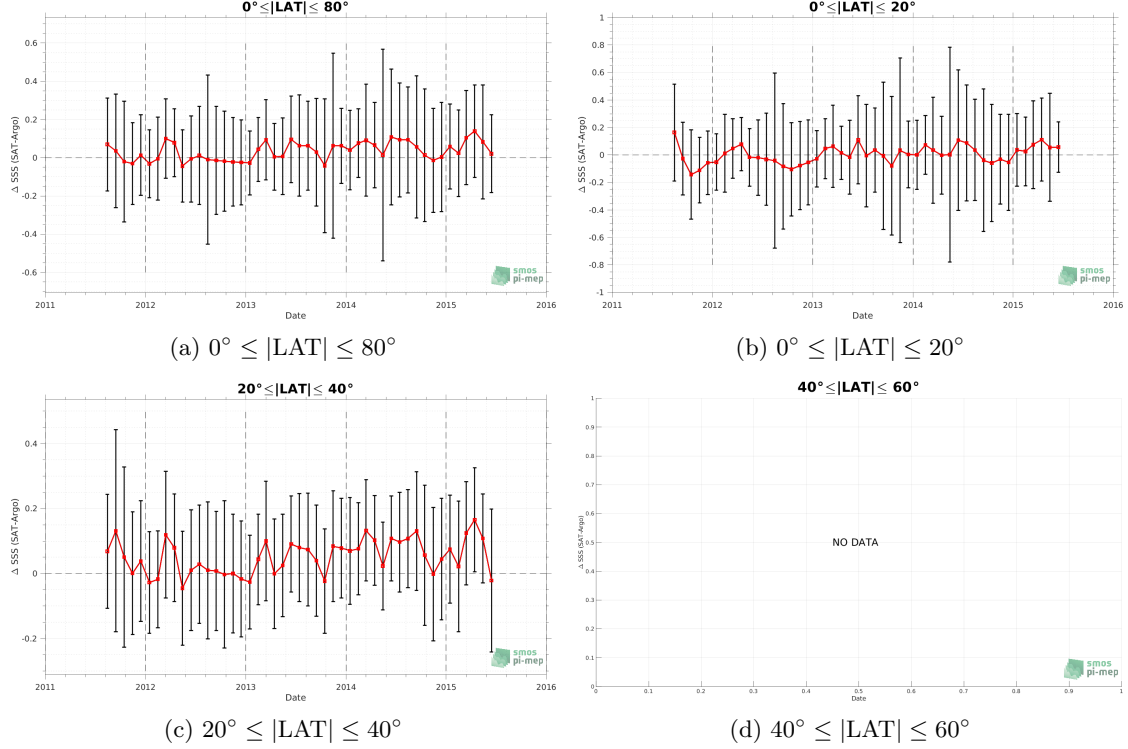 0°≤|LAT|≤ 80°
Δ SSS (SAT-Argo)
0.6
0.4
0.2
0
-0.2
-0.4
-0.6
2011 2012 2013 2014 2015 2016
Date
smos
pi-mep
(a) 0° ≤ |LAT| ≤ 80°
0°≤|LAT|≤ 20°
Δ SSS (SAT-Argo)
1
0.8
0.6
0.4
0.2
0
-0.2
-0.4
-0.6
-0.8
-1
2011 2012 2013 2014 2015 2016
Date
smos
pi-mep
(b) 0° ≤ |LAT| ≤ 20°
20°≤|LAT|≤ 40°
Δ SSS (SAT-Argo)
0.4
0.2
0
-0.2
2011 2012 2013 2014 2015 2016
Date
smos
pi-mep
(c) 20° ≤ |LAT| ≤ 40°
40°≤|LAT|≤ 60°
Δ SSS (SAT-Argo)
1
0.9
0.8
0.7
0.6
0.5
0.4
0.3
0.2
0.1
0
NO DATA
0 0.1 0.2 0.3 0.4 0.5 0.6 0.7 0.8 0.9 1
Date
smos
pi-mep
(d) 40° ≤ |LAT| ≤ 60°